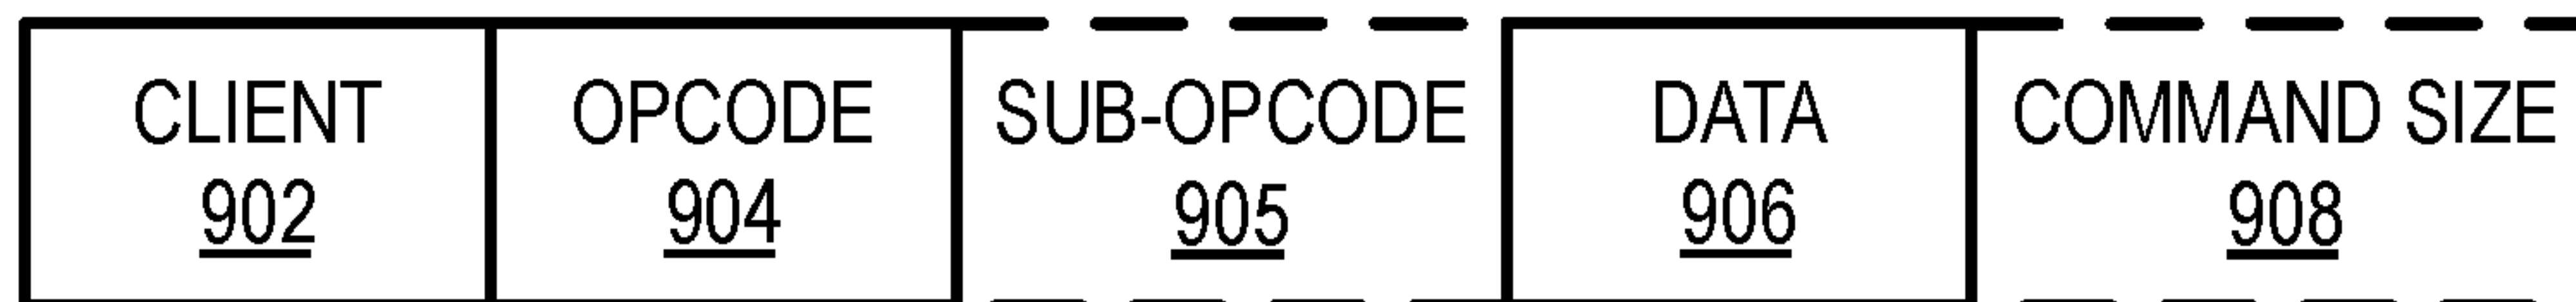 CLIENT OPCODE SUB-OPCODE DATA COMMAND SIZE
902 904 905 906 908